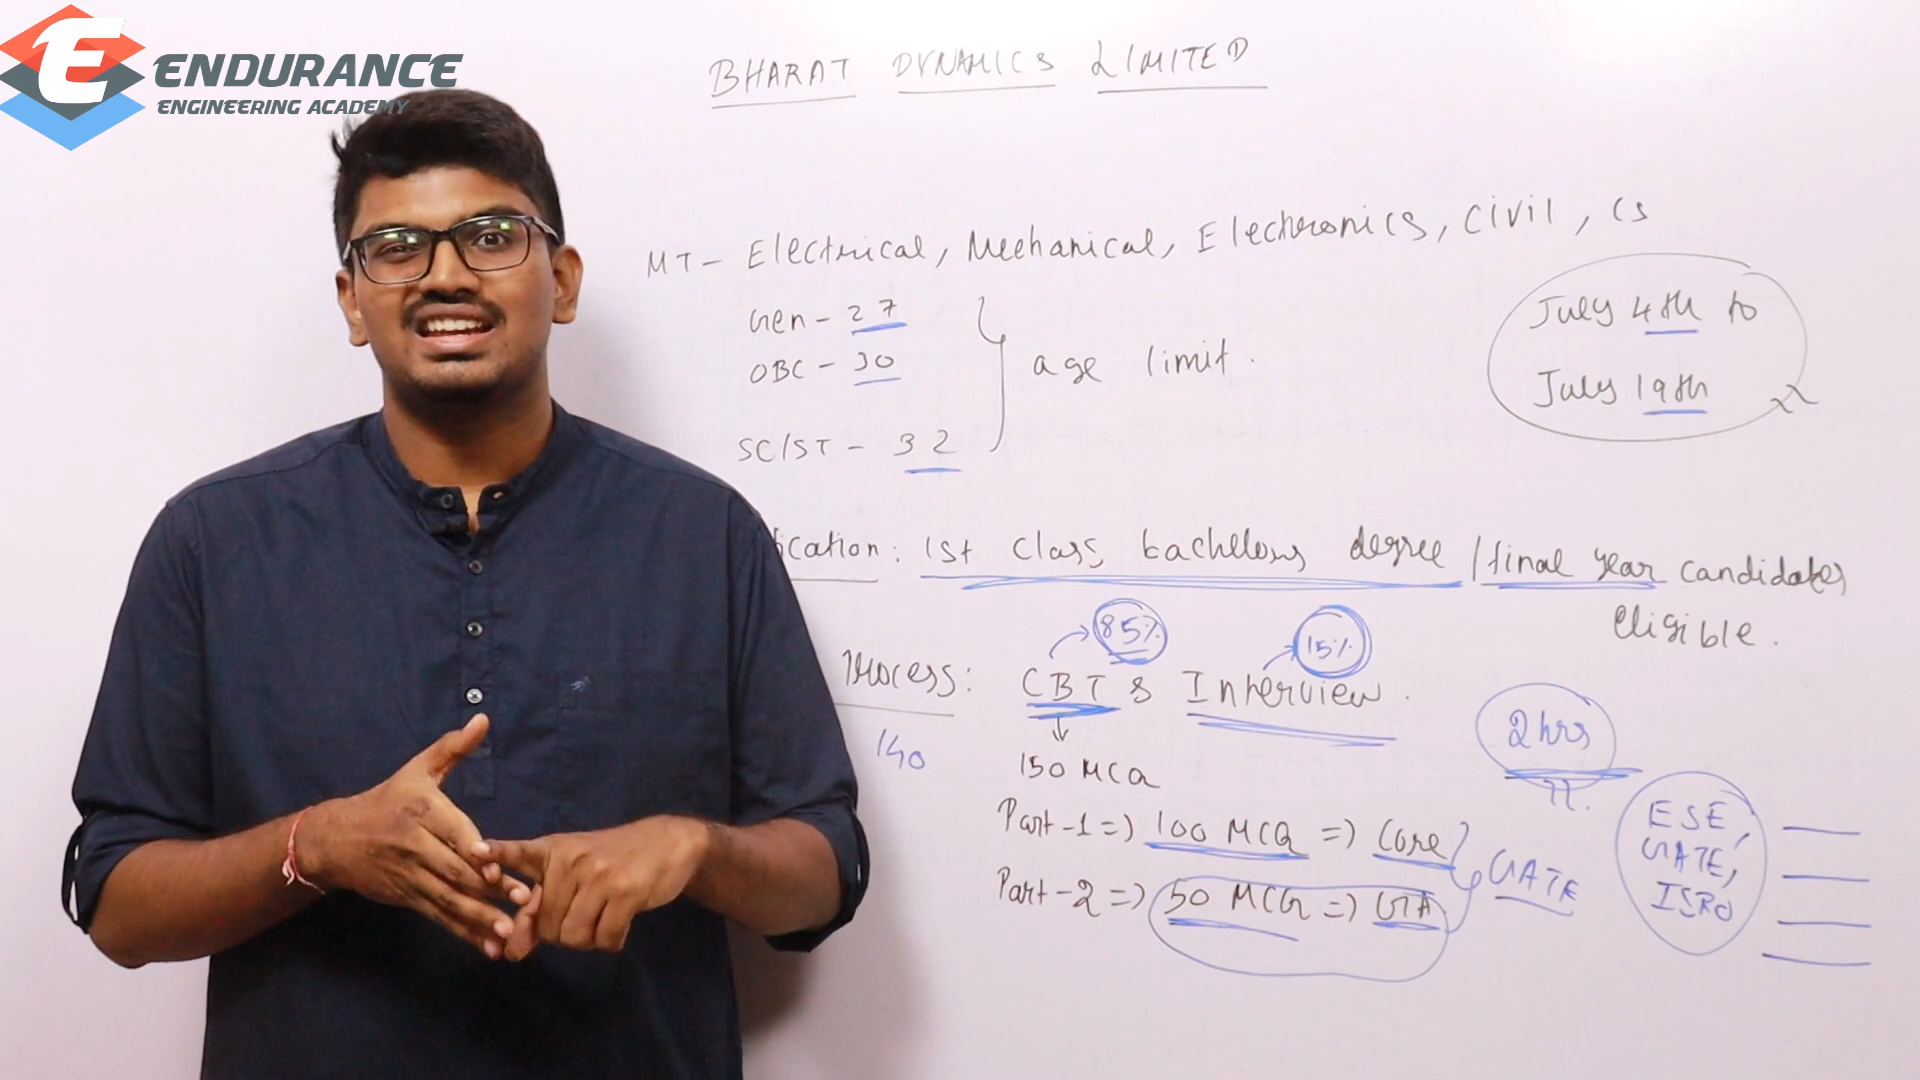 ENDURANCE
ENGINEERING ACADEMY
BHARAT DYNAMICS LIMITED
MT - Electrical, Mechanical, Electronics, Civil, CS
Gen - 27
OBC - 30
SC/ST - 32
age limit.
July 4th to
July 19th
ication: 1st class bachelors degree / final year candidates
eligible.
85%
15%
Process: CBT & Interview.
140
2 hrs
150 MCQ
Part-1 => 100 MCQ => Core
Part-2 => 50 MCQ => GA
GATE
ESE,
GATE,
ISRO